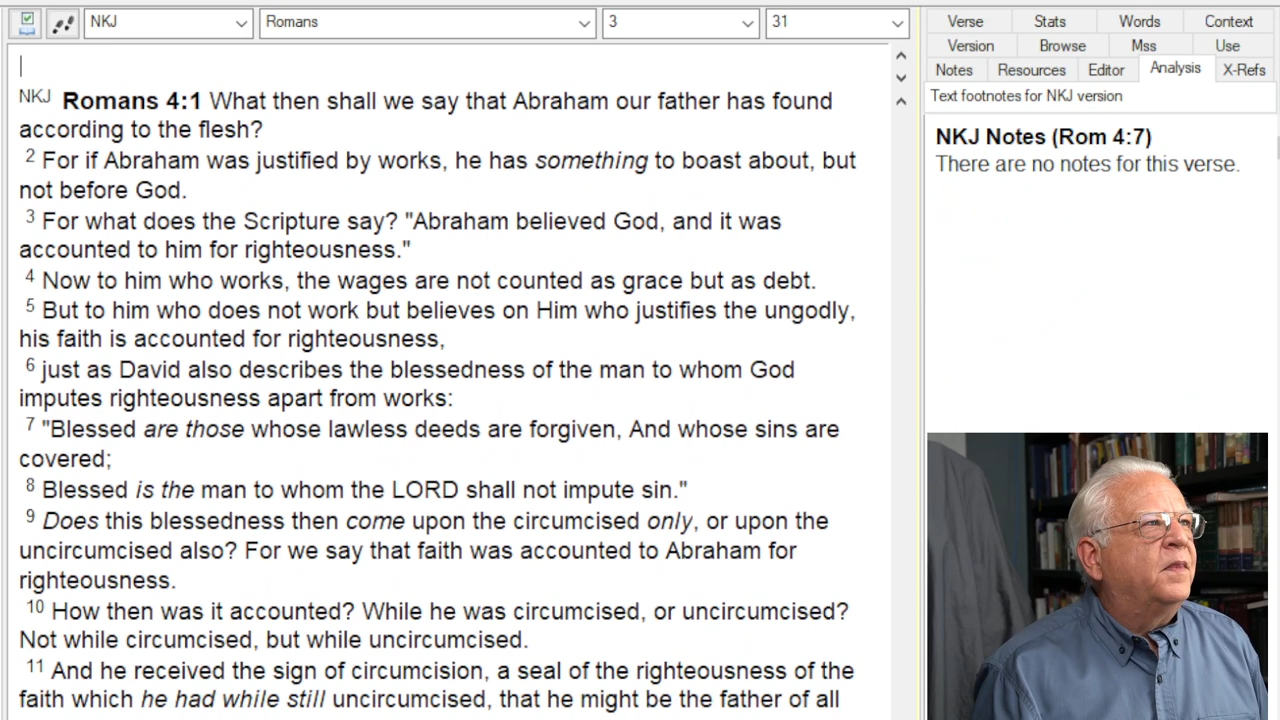 NKJ Romans 3 31
NKJ Romans 4:1 What then shall we say that Abraham our father has found
according to the flesh?
2 For if Abraham was justified by works, he has something to boast about, but
not before God.
3 For what does the Scripture say? "Abraham believed God, and it was
accounted to him for righteousness."
4 Now to him who works, the wages are not counted as grace but as debt.
5 But to him who does not work but believes on Him who justifies the ungodly,
his faith is accounted for righteousness,
6 just as David also describes the blessedness of the man to whom God
imputes righteousness apart from works:
7 "Blessed are those whose lawless deeds are forgiven, And whose sins are
covered;
8 Blessed is the man to whom the LORD shall not impute sin."
9 Does this blessedness then come upon the circumcised only, or upon the
uncircumcised also? For we say that faith was accounted to Abraham for
righteousness.
10 How then was it accounted? While he was circumcised, or uncircumcised?
Not while circumcised, but while uncircumcised.
11 And he received the sign of circumcision, a seal of the righteousness of the
faith which he had while still uncircumcised, that he might be the father of all
Verse Stats Words Context
Version Browse Mss Use
Notes Resources Editor Analysis X-Refs
Text footnotes for NKJ version
NKJ Notes (Rom 4:7)
There are no notes for this verse.